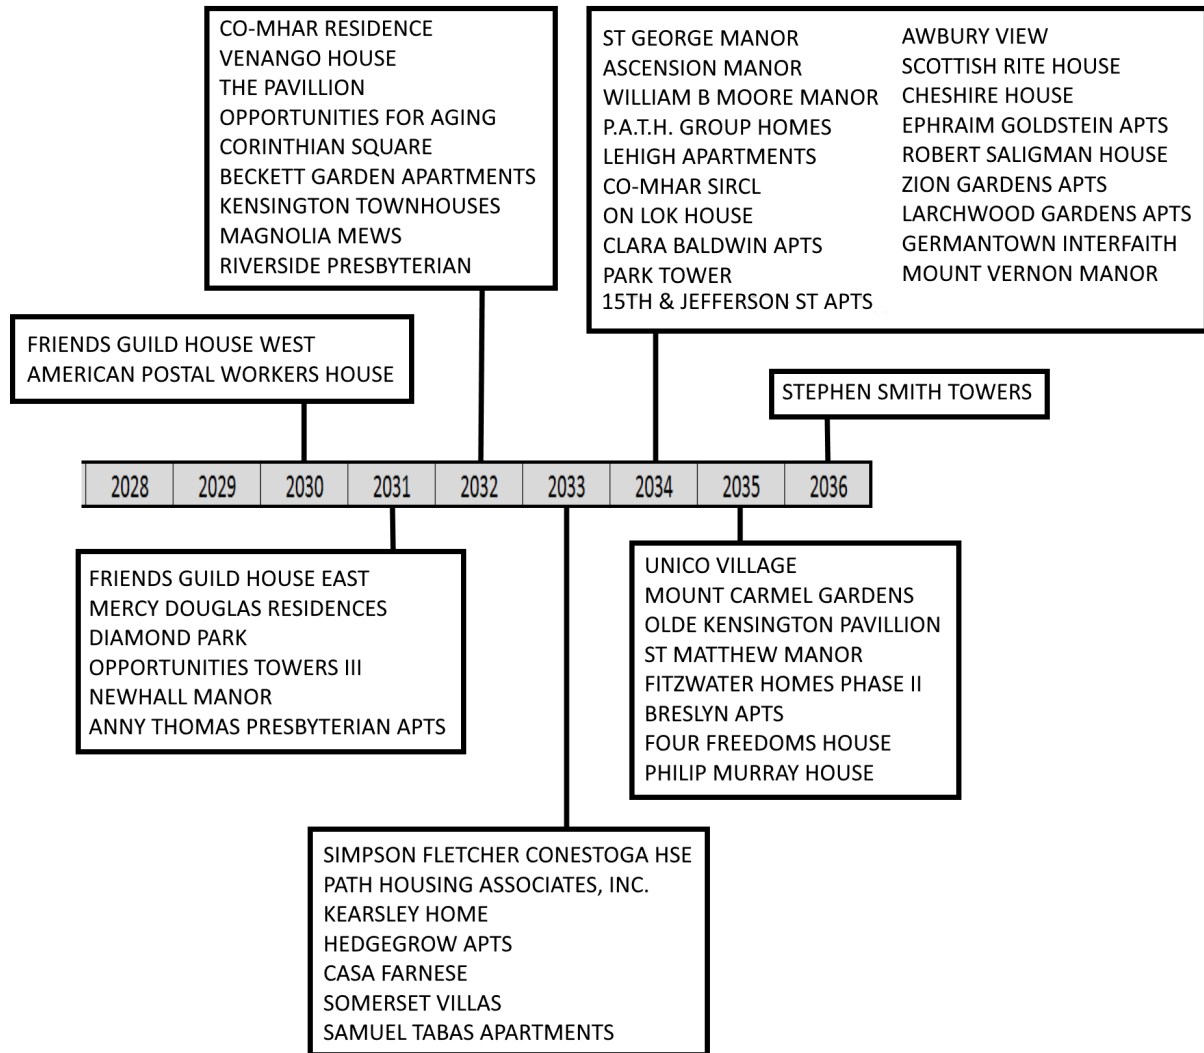 CO-MHAR RESIDENCE
VENANGO HOUSE
THE PAVILLION
OPPORTUNITIES FOR AGING
CORINTHIAN SQUARE
BECKETT GARDEN APARTMENTS
KENSINGTON TOWNHOUSES
MAGNOLIA MEWS
RIVERSIDE PRESBYTERIAN
ST GEORGE MANOR
ASCENSION MANOR
WILLIAM B MOORE MANOR
P.A.T.H. GROUP HOMES
LEHIGH APARTMENTS
CO-MHAR SIRCL
ON LOK HOUSE
CLARA BALDWIN APTS
PARK TOWER
15TH & JEFFERSON ST APTS
AWBURY VIEW
SCOTTISH RITE HOUSE
CHESHIRE HOUSE
EPHRAIM GOLDSTEIN APTS
ROBERT SALIGMAN HOUSE
ZION GARDENS APTS
LARCHWOOD GARDENS APTS
GERMANTOWN INTERFAITH
MOUNT VERNON MANOR
FRIENDS GUILD HOUSE WEST
AMERICAN POSTAL WORKERS HOUSE
STEPHEN SMITH TOWERS
2028 2029 2030 2031 2032 2033 2034 2035 2036
FRIENDS GUILD HOUSE EAST
MERCY DOUGLAS RESIDENCES
DIAMOND PARK
OPPORTUNITIES TOWERS III
NEWHALL MANOR
ANNY THOMAS PRESBYTERIAN APTS
UNICO VILLAGE
MOUNT CARMEL GARDENS
OLDE KENSINGTON PAVILLION
ST MATTHEW MANOR
FITZWATER HOMES PHASE II
BRESLYN APTS
FOUR FREEDOMS HOUSE
PHILIP MURRAY HOUSE
SIMPSON FLETCHER CONESTOGA HSE
PATH HOUSING ASSOCIATES, INC.
KEARSLEY HOME
HEDGEGROW APTS
CASA FARNESE
SOMERSET VILLAS
SAMUEL TABAS APARTMENTS